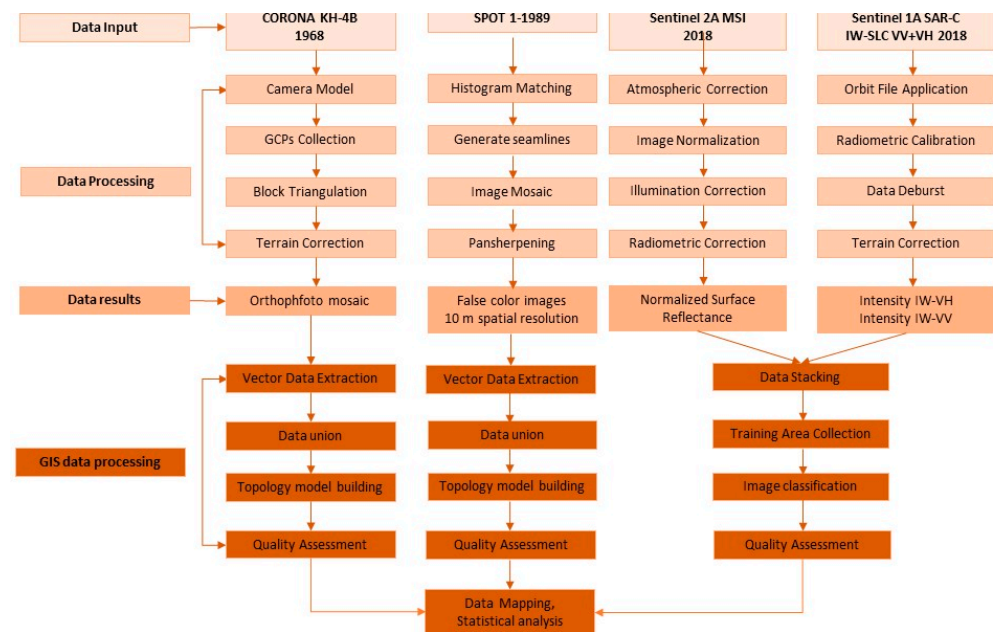 Data Input
CORONA KH-4B
1968
SPOT 1-1989
Sentinel 2A MSI
2018
Sentinel 1A SAR-C
IW-SLC VV+VH 2018
Data Processing
Camera Model
Histogram Matching
Atmospheric Correction
Orbit File Application
GCPs Collection
Generate seamlines
Image Normalization
Radiometric Calibration
Block Triangulation
Image Mosaic
Illumination Correction
Data Deburst
Terrain Correction
Pansherpening
Radiometric Correction
Terrain Correction
Data results
Orthophfoto mosaic
False color images
10 m spatial resolution
Normalized Surface
Reflectance
Intensity IW-VH
Intensity IW-VV
GIS data processing
Vector Data Extraction
Vector Data Extraction
Data Stacking
Data union
Data union
Training Area Collection
Topology model building
Topology model building
Image classification
Quality Assessment
Quality Assessment
Quality Assessment
Data Mapping,
Statistical analysis